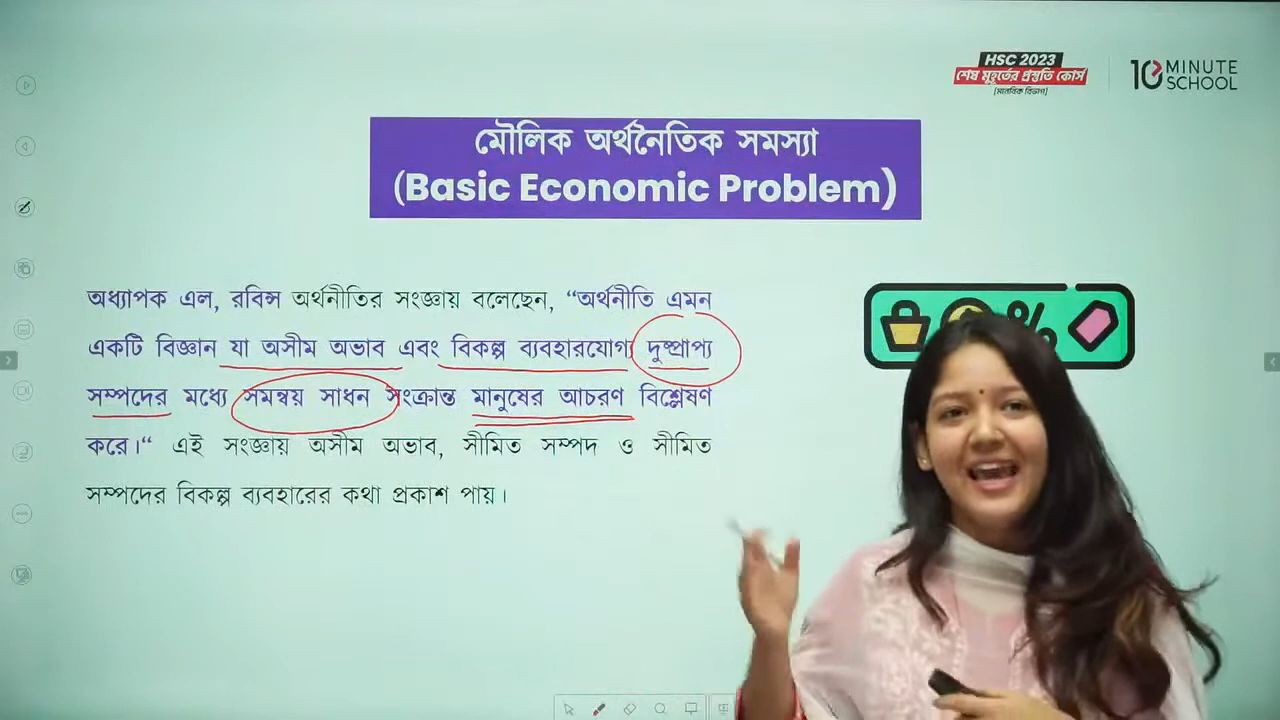 HSC 2023
শেষ মুহূর্তের প্রস্তুতি কোর্স
[মানবিক বিভাগ]
10 MINUTE SCHOOL
মৌলিক অর্থনৈতিক সমস্যা
(Basic Economic Problem)
অধ্যাপক এল, রবিন্স অর্থনীতির সংজ্ঞায় বলেছেন, “অর্থনীতি এমন
একটি বিজ্ঞান যা অসীম অভাব এবং বিকল্প ব্যবহারযোগ্য দুষ্প্রাপ্য
সম্পদের মধ্যে সমন্বয় সাধন সংক্রান্ত মানুষের আচরণ বিশ্লেষণ
করে।“ এই সংজ্ঞায় অসীম অভাব, সীমিত সম্পদ ও সীমিত
সম্পদের বিকল্প ব্যবহারের কথা প্রকাশ পায়।
%